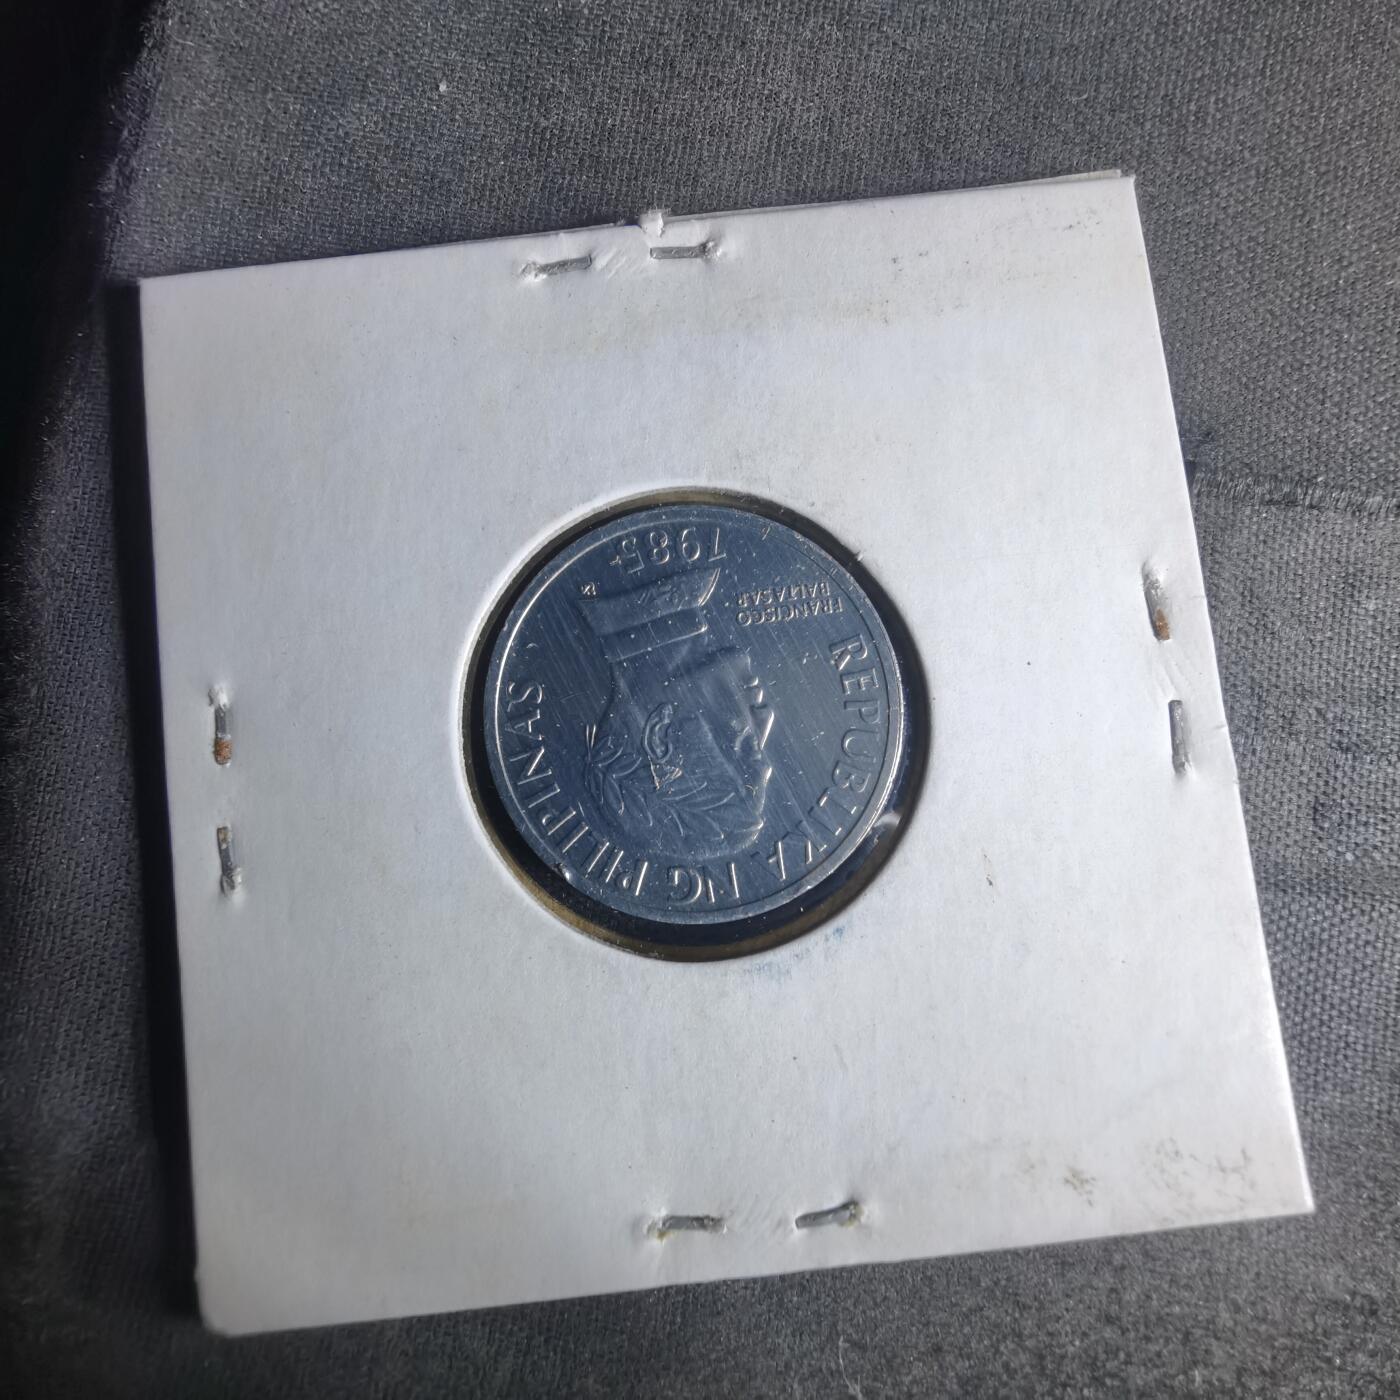 REPUBLIKA NG PILIPINAS
FRANCISCO
BALTASAR
1985